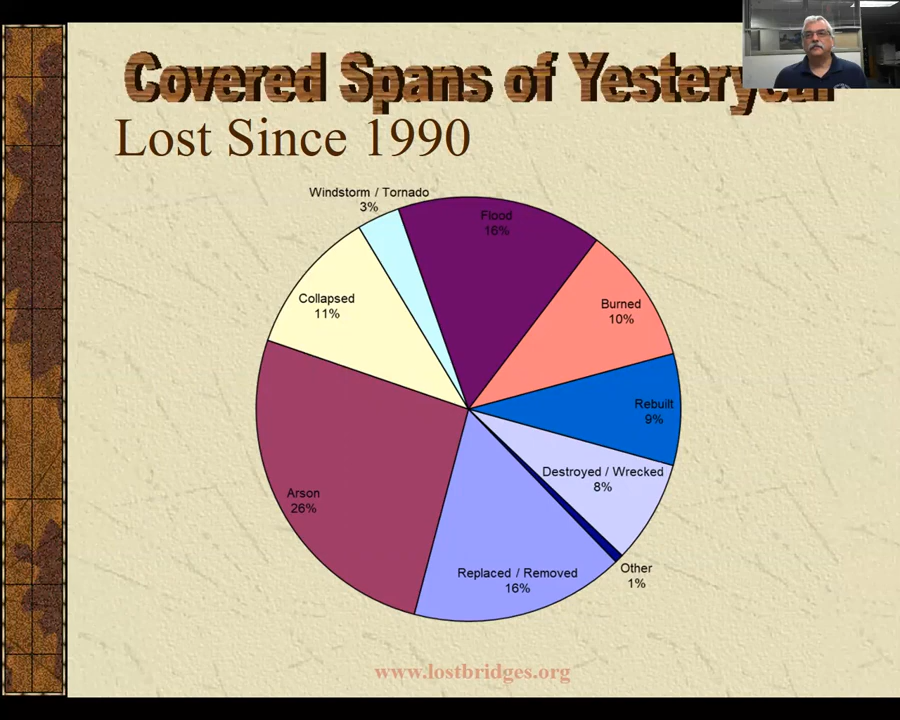 Covered Spans of Yesteryear
Lost Since 1990
Windstorm / Tornado
3%
Flood
16%
Burned
10%
Collapsed
11%
Rebuilt
9%
Destroyed / Wrecked
8%
Arson
26%
Other
1%
Replaced / Removed
16%
www.lostbridges.org